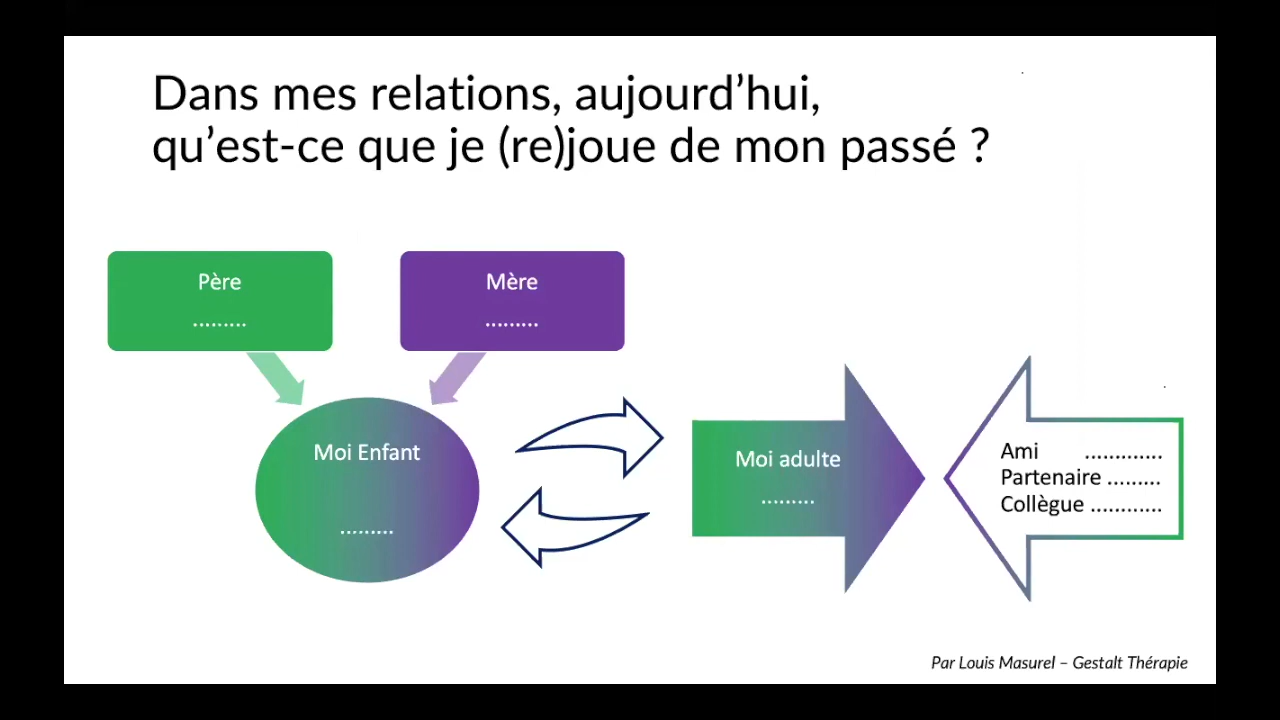 Dans mes relations, aujourd’hui,
qu’est-ce que je (re)joue de mon passé ?
Père
.........
Mère
.........
Moi Enfant
.........
Moi adulte
.........
Ami .............
Partenaire .........
Collègue ............
Par Louis Masurel – Gestalt Thérapie